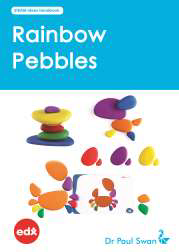 STEM Ideas Handbook
Rainbow
Pebbles
edx
Dr Paul Swan